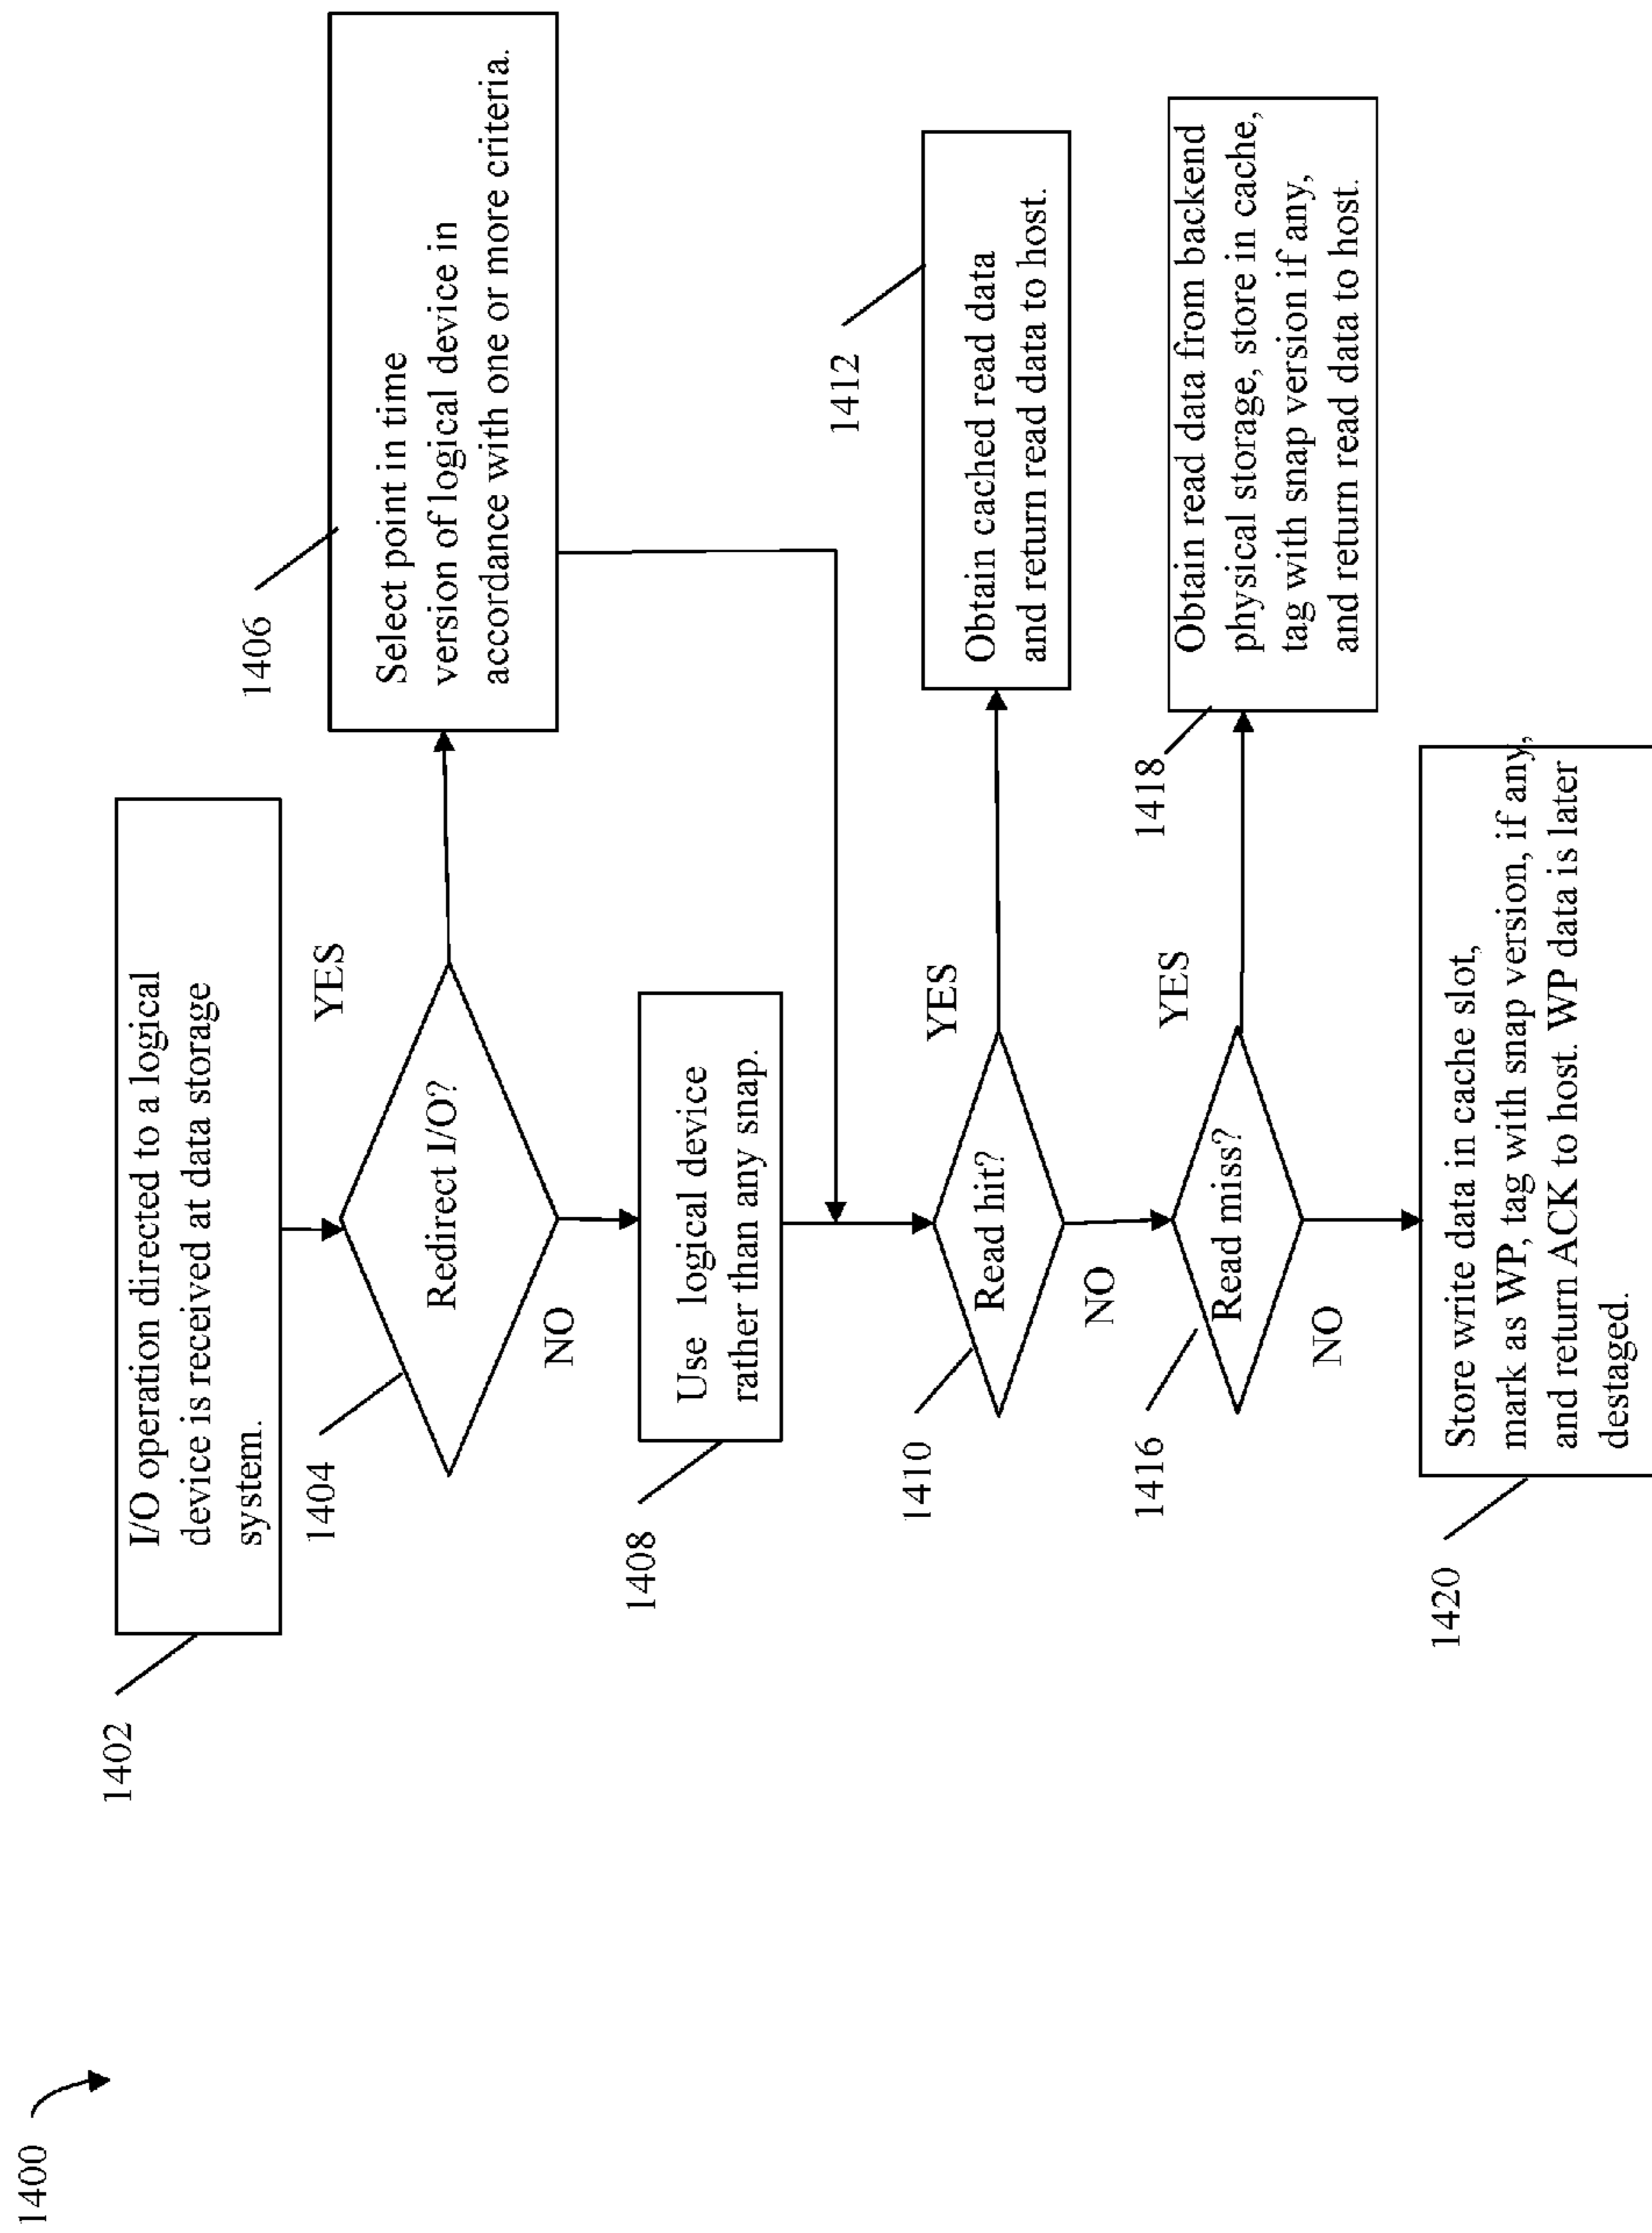 1400
1402
I/O operation directed to a logical
device is received at data storage
system.
1404
Redirect I/O?
YES
1406
Select point in time
version of logical device in
accordance with one or more criteria.
NO
1408
Use logical device
rather than any snap.
1410
Read hit?
YES
1412
Obtain cached read data
and return read data to host.
NO
1416
Read miss?
YES
1418
Obtain read data from backend
physical storage, store in cache,
tag with snap version if any,
and return read data to host.
NO
1420
Store write data in cache slot,
mark as WP, tag with snap version, if any,
and return ACK to host. WP data is later
destaged.